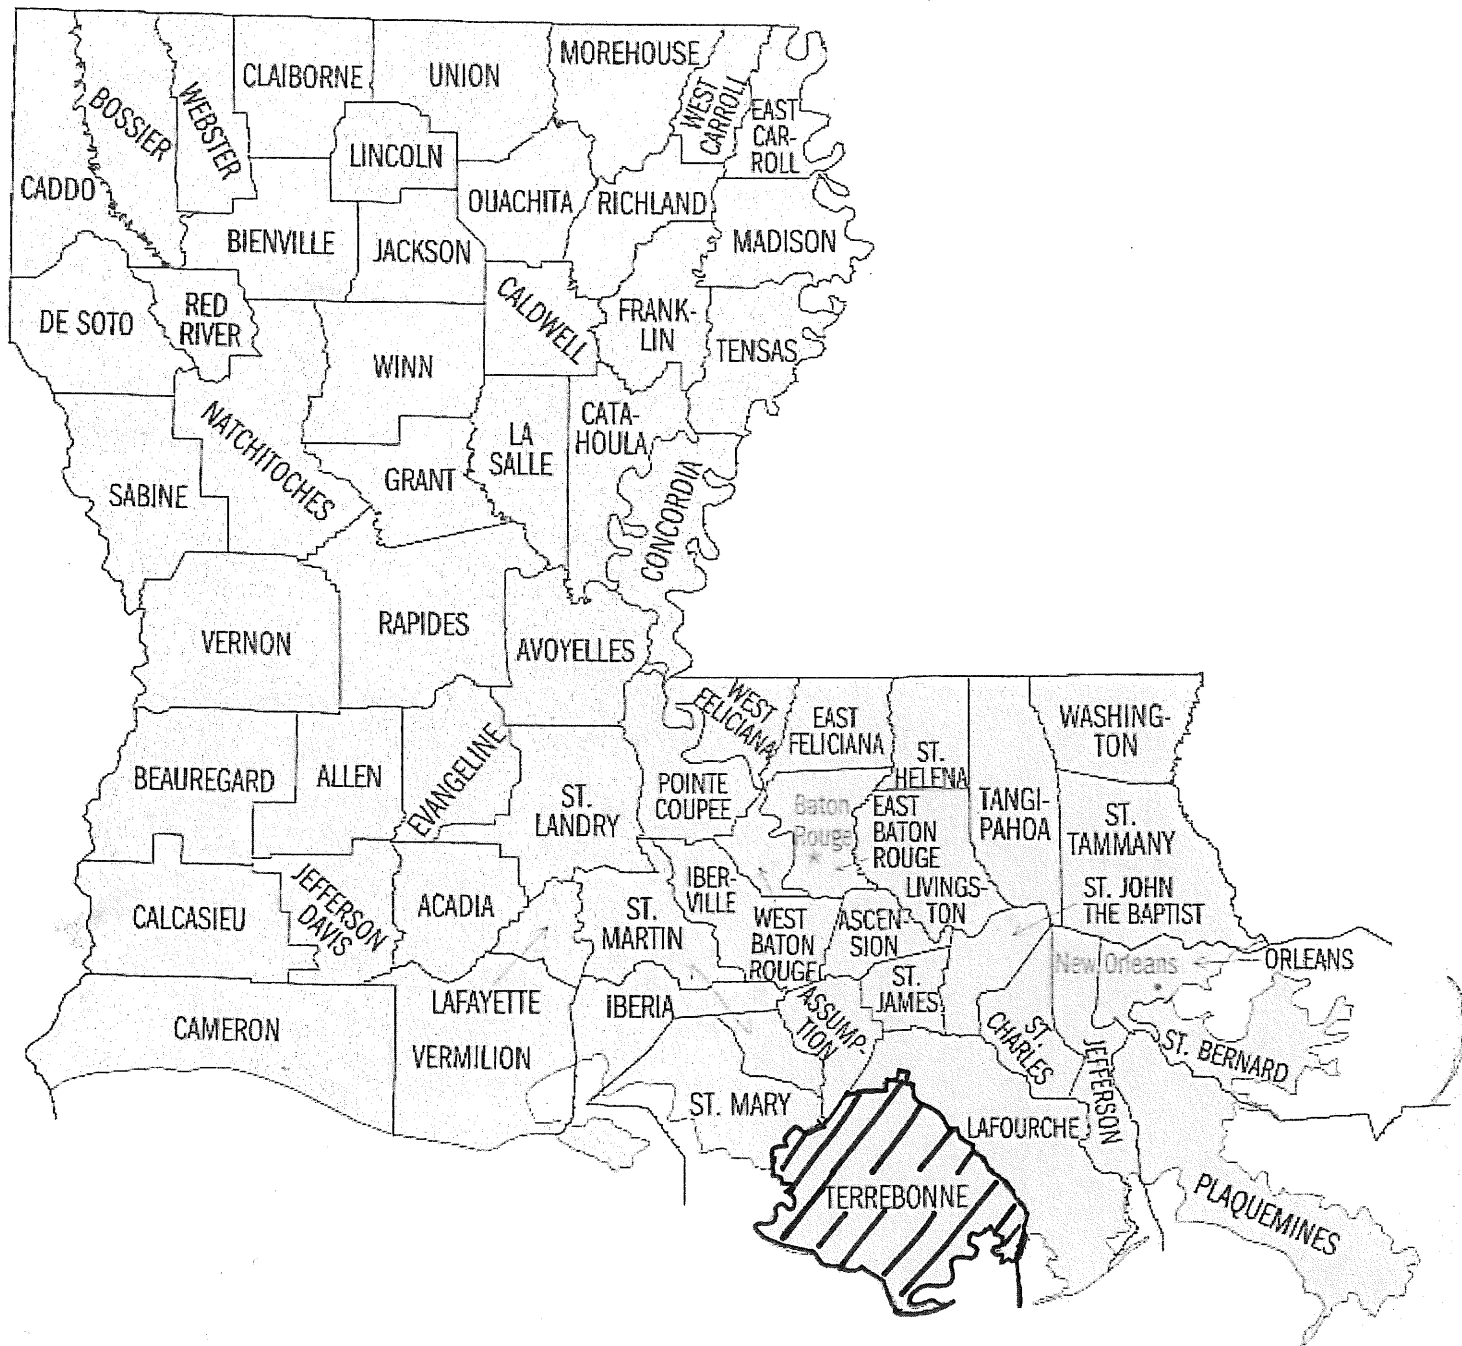 MOREHOUSE
CLAIBORNE
UNION
WEBSTER
BOSSIER
WEST
CARROLL
EAST
CAR-
ROLL
LINCOLN
CADDO
OUACHITA
RICHLAND
BIENVILLE
JACKSON
MADISON
RED
RIVER
DE SOTO
CALDWELL
FRANK-
LIN
TENSAS
WINN
NATCHITOCHES
LA
SALLE
CATA-
HOULA
GRANT
SABINE
CONCORDIA
RAPIDES
VERNON
AVOYELLES
WEST
FELICIANA
EAST
FELICIANA
WASHING-
TON
ST.
HELENA
BEAUREGARD
ALLEN
EVANGELINE
ST.
LANDRY
POINTE
COUPEE
Baton
Rouge
EAST
BATON
ROUGE
TANGI-
PAHOA
ST.
TAMMANY
JEFFERSON
DAVIS
ACADIA
CALCASIEU
IBER-
VILLE
LIVINGS-
TON
ST. JOHN
THE BAPTIST
ST.
MARTIN
WEST
BATON
ROUGE
ASCEN-
SION
New Orleans
ORLEANS
ST.
JAMES
LAFAYETTE
IBERIA
ASSUMP-
TION
CAMERON
VERMILION
ST.
CHARLES
JEFFERSON
ST. BERNARD
ST. MARY
LAFOURCHE
TERREBONNE
PLAQUEMINES